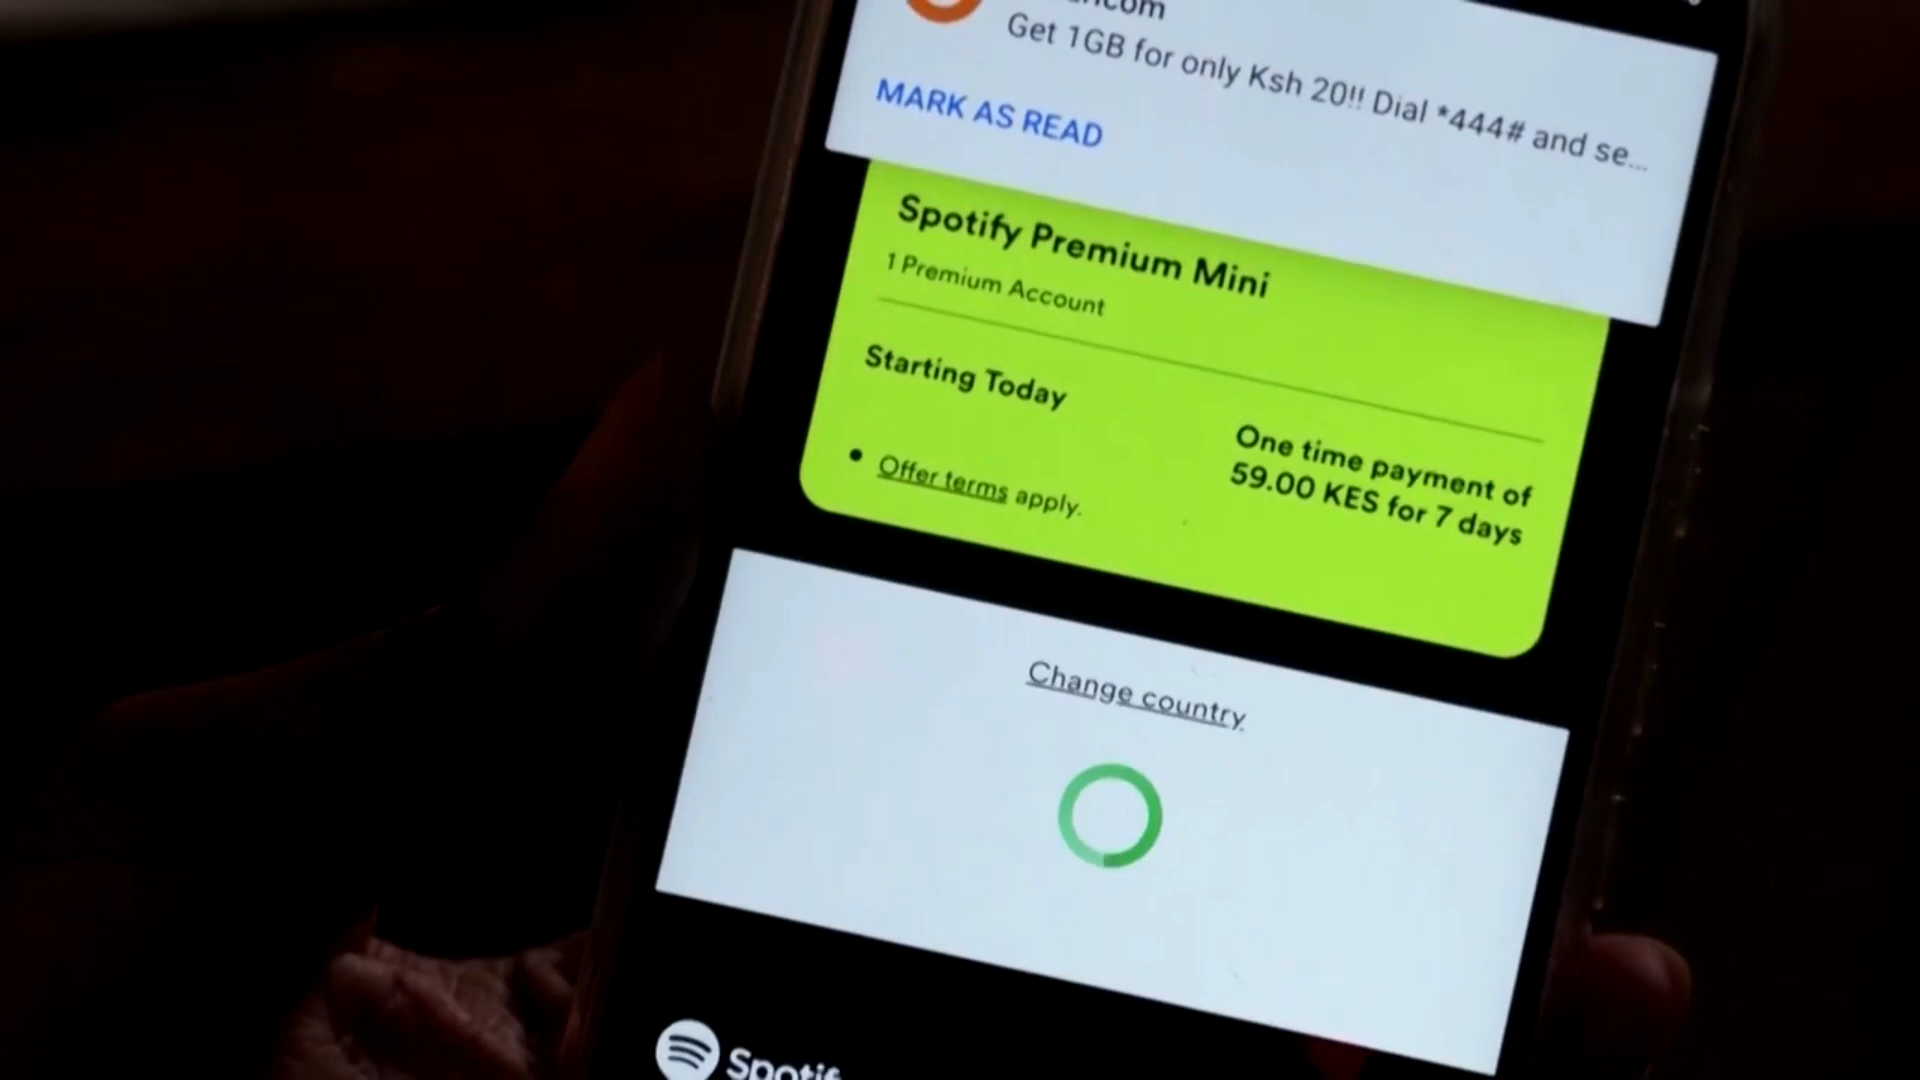 Get 1GB for only Ksh 20!! Dial *444# and se...
MARK AS READ
Spotify Premium Mini
1 Premium Account
Starting Today
One time payment of
59.00 KES for 7 days
• Offer terms apply.
Change country.